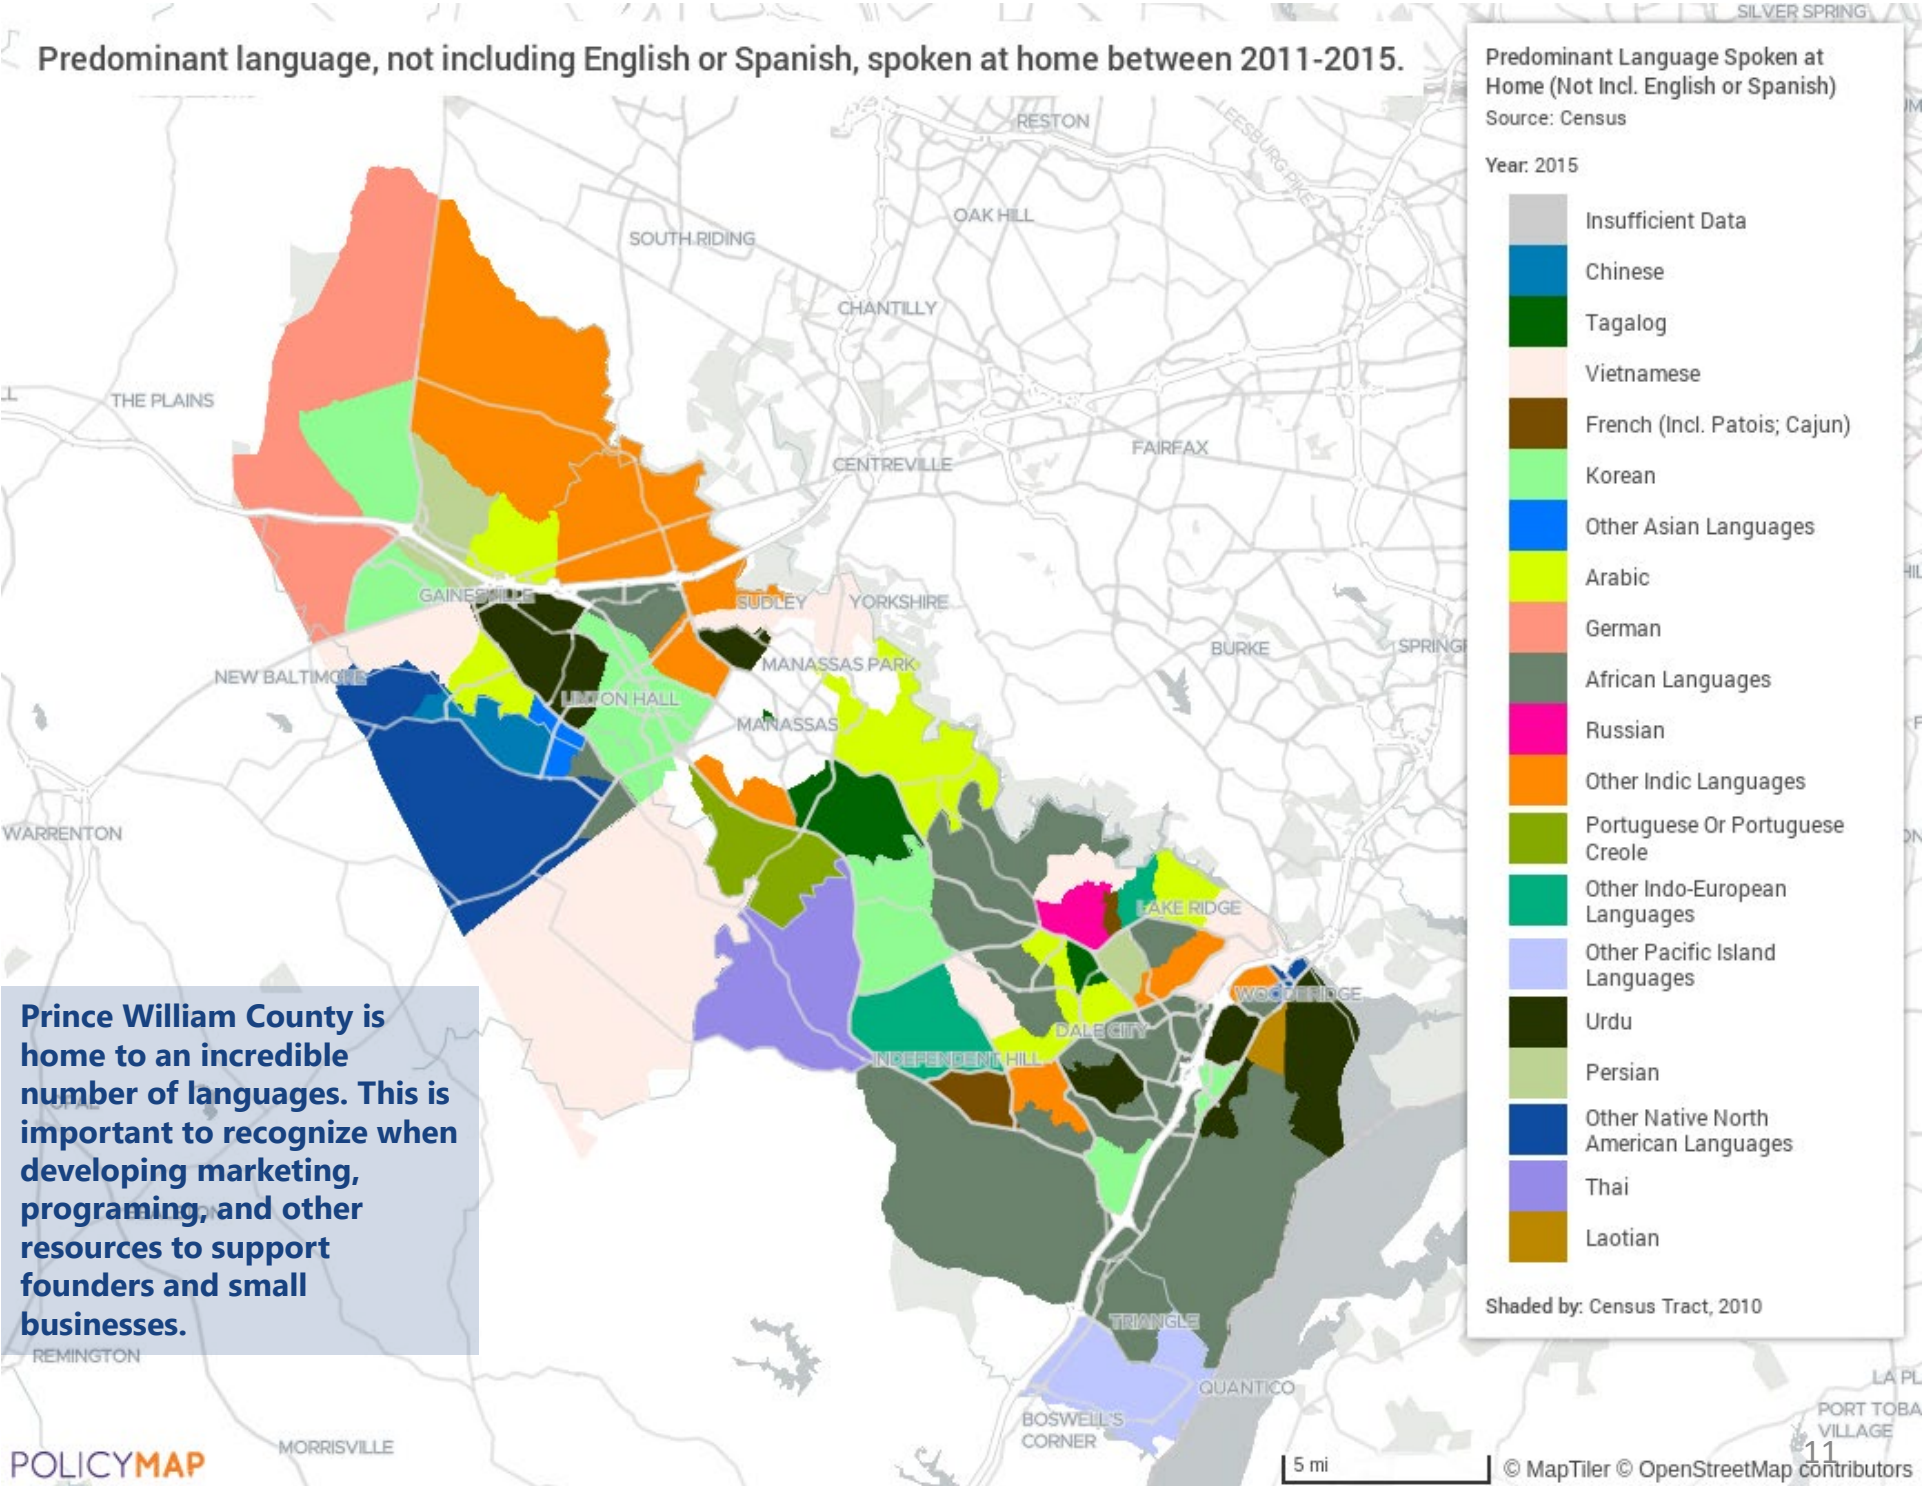 Predominant language, not including English or Spanish, spoken at home between 2011-2015.
SILVER SPRING
Predominant Language Spoken at
Home (Not Incl. English or Spanish)
Source: Census
Year: 2015
Insufficient Data
Chinese
Tagalog
Vietnamese
French (Incl. Patois; Cajun)
Korean
Other Asian Languages
Arabic
German
African Languages
Russian
Other Indic Languages
Portuguese Or Portuguese
Creole
Other Indo-European
Languages
Other Pacific Island
Languages
Urdu
Persian
Other Native North
American Languages
Thai
Laotian
Shaded by: Census Tract, 2010
RESTON
LEESBURG PIKE
OAK HILL
SOUTH RIDING
CHANTILLY
THE PLAINS
FAIRFAX
CENTREVILLE
GAINESVILLE
SUDLEY
YORKSHIRE
BURKE
MANASSAS PARK
NEW BALTIMORE
LINTON HALL
MANASSAS
WARRENTON
LAKE RIDGE
WOODBRIDGE
DALE CITY
INDEPENDENT HILL
Prince William County is
home to an incredible
number of languages. This is
important to recognize when
developing marketing,
programing, and other
resources to support
founders and small
businesses.
OPAL
REMINGTON
TRIANGLE
QUANTICO
BOSWELL'S
CORNER
MORRISVILLE
PORT TOBA
VILLAGE
POLICYMAP
5 mi
11
© MapTiler © OpenStreetMap contributors